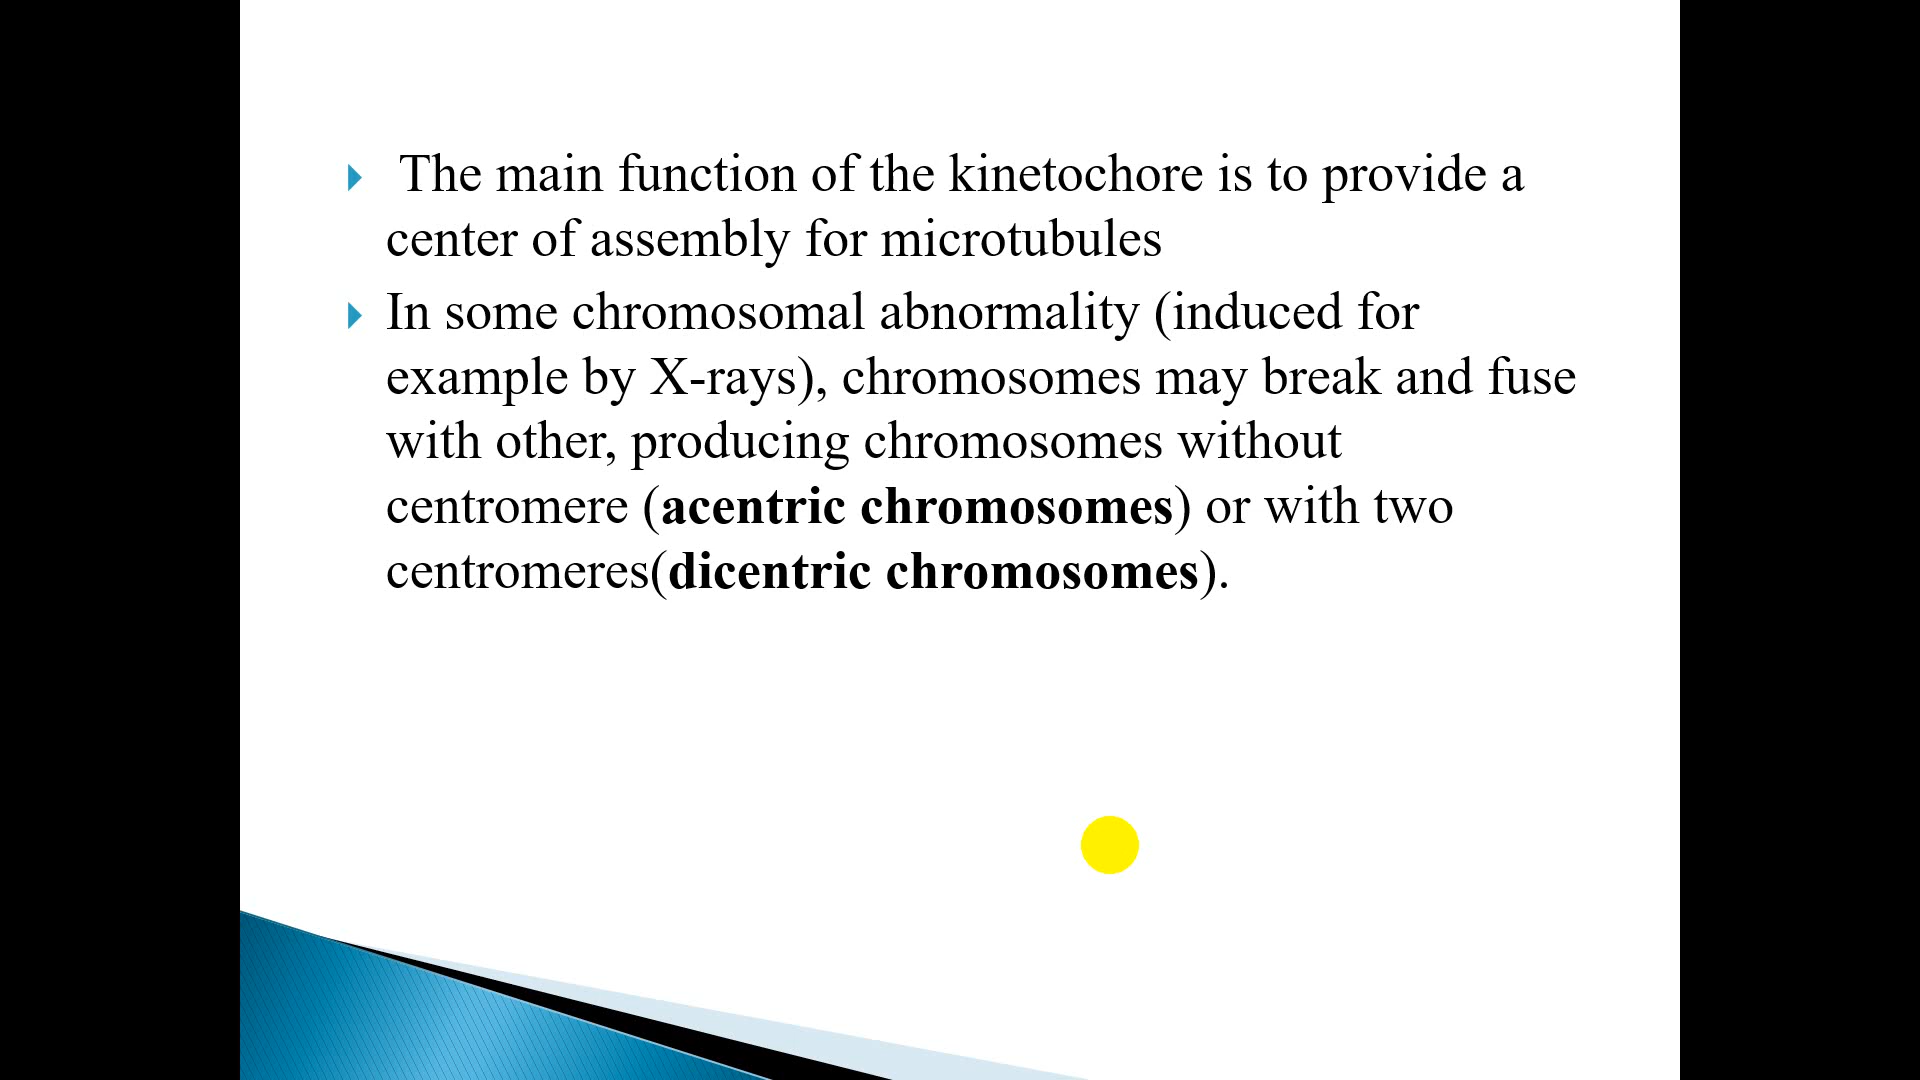 The main function of the kinetochore is to provide a
center of assembly for microtubules
In some chromosomal abnormality (induced for
example by X-rays), chromosomes may break and fuse
with other, producing chromosomes without
centromere (acentric chromosomes) or with two
centromeres(dicentric chromosomes).